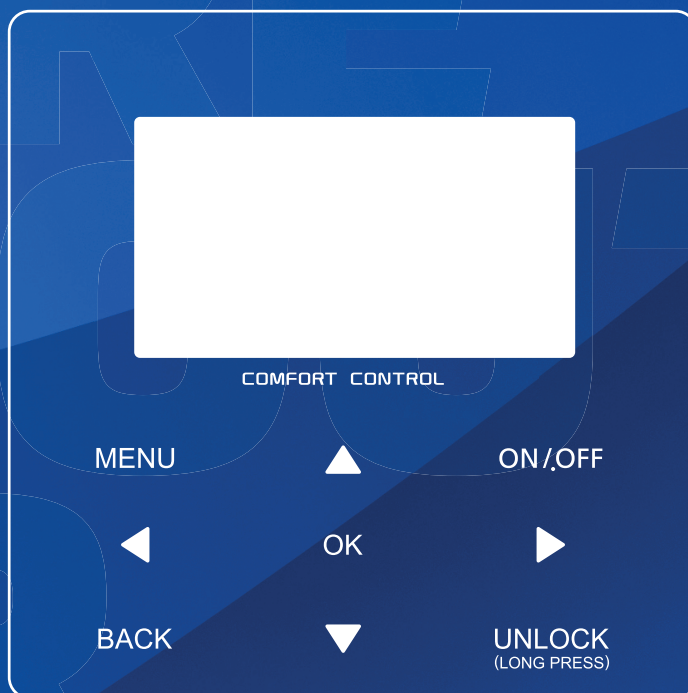 COMFORT CONTROL
MENU
ON/OFF
OK
BACK
UNLOCK
(LONG PRESS)